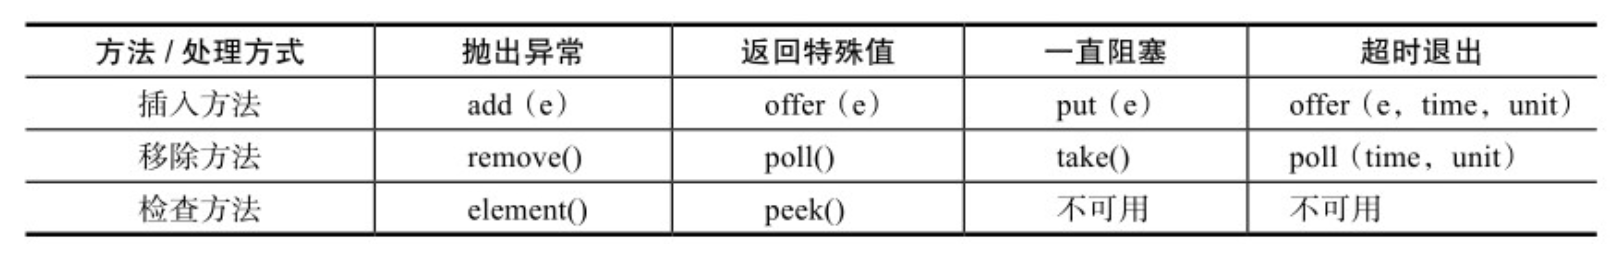 方法 / 处理方式 抛出异常 返回特殊值 一直阻塞 超时退出
插入方法 add（e） offer（e） put（e） offer（e，time，unit）
移除方法 remove() poll() take() poll（time，unit）
检查方法 element() peek() 不可用 不可用